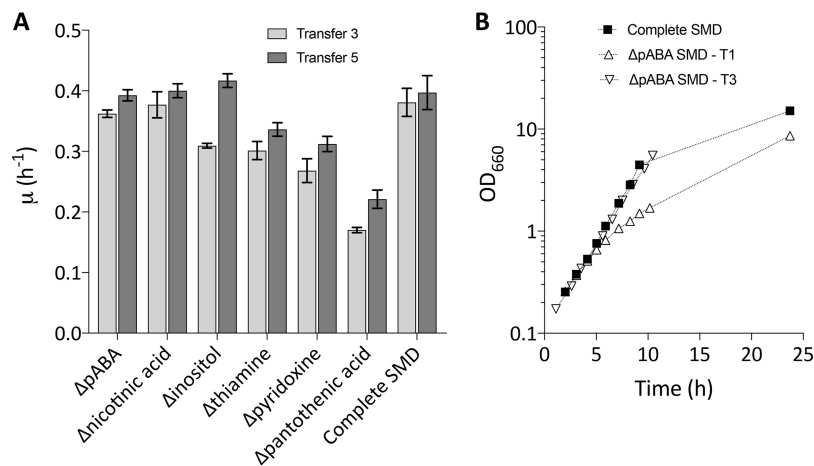 A
Transfer 3
Transfer 5
μ (h-1)
0.5
0.4
0.3
0.2
0.1
0.0
ΔpABA
Δnicotinic acid
Δinositol
Δthiamine
Δpyridoxine
Δpantothenic acid
Complete SMD
B
Complete SMD
ΔpABA SMD - T1
ΔpABA SMD - T3
OD660
100
10
1
0.1
0 5 10 15 20 25
Time (h)